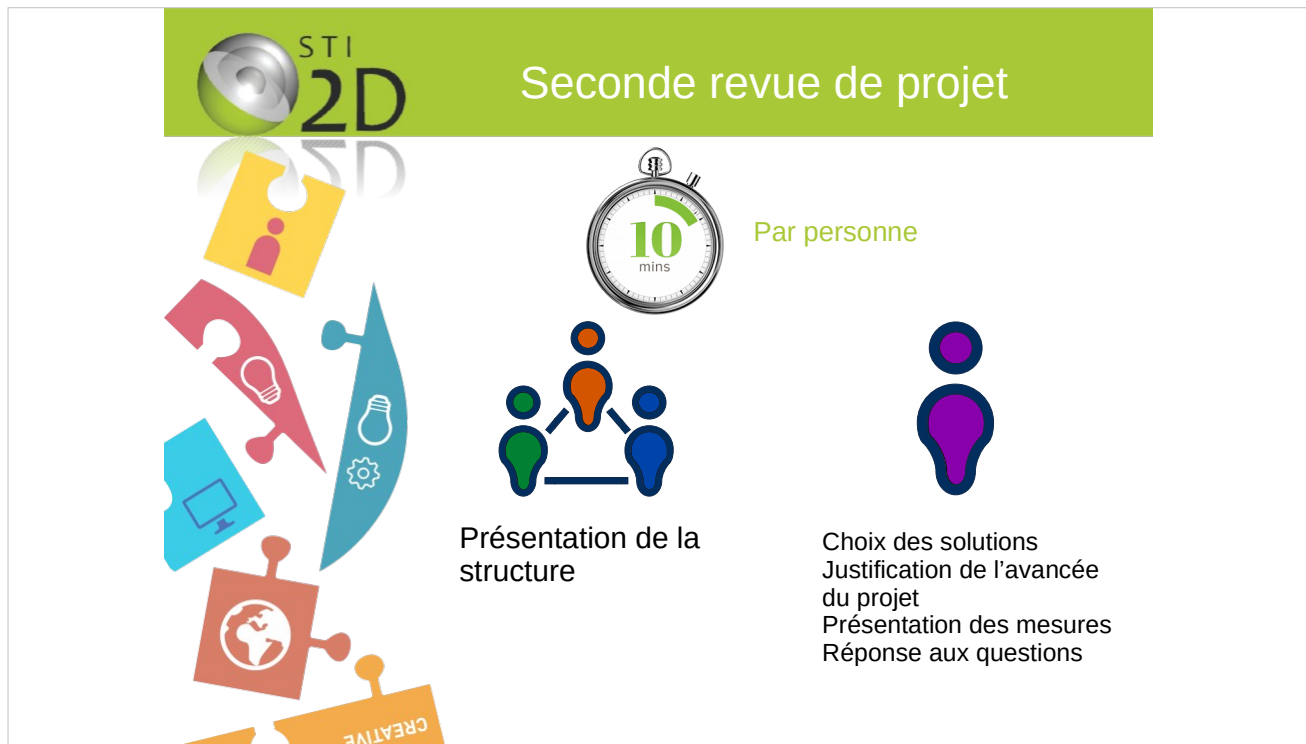 STI
2D
Seconde revue de projet
10
mins
Par personne
Présentation de la
structure
Choix des solutions
Justification de l’avancée
du projet
Présentation des mesures
Réponse aux questions
CREATIVE